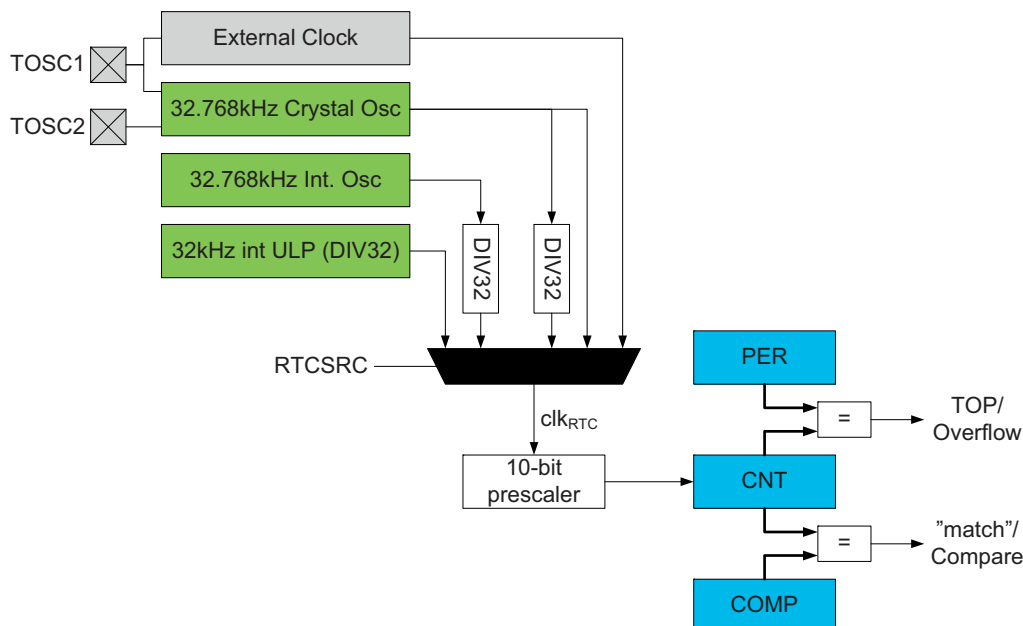 External Clock
TOSC1
32.768kHz Crystal Osc
TOSC2
32.768kHz Int. Osc
32kHz int ULP (DIV32)
DIV32
DIV32
RTCSRC
PER
clkRTC
=
TOP/
Overflow
10-bit
prescaler
CNT
=
”match”/
Compare
COMP